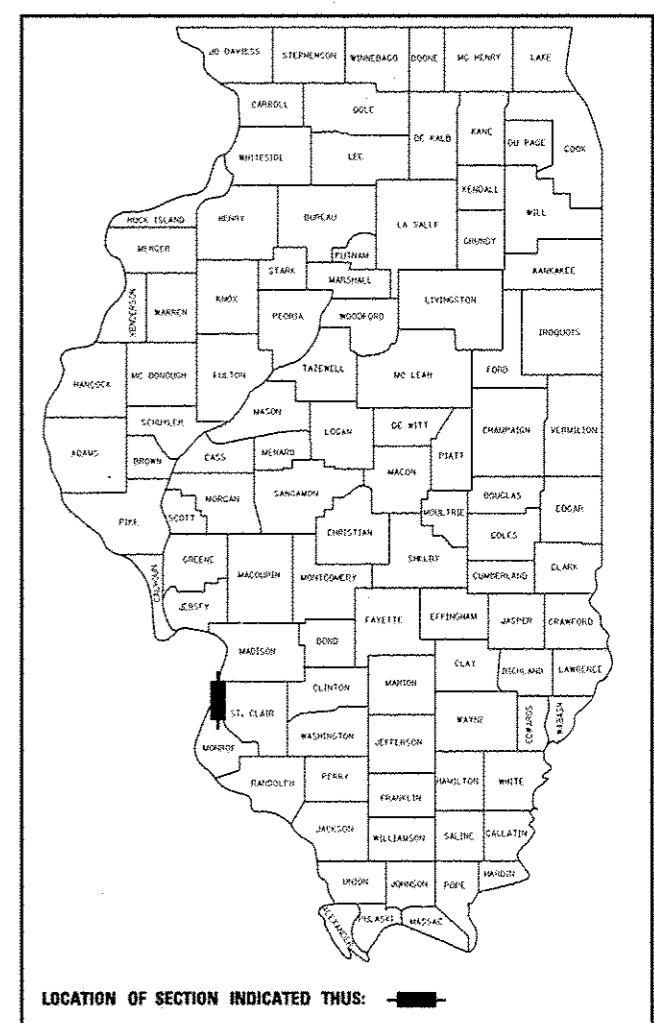 JO DAVIESS STEPHENSON WINNEBAGO BOONE MC HENRY LAKE
CARROLL OGLE
DE KALB KANE DU PAGE COOK
WHITESIDE LEE
KENDALL
ROCK ISLAND HENRY BUREAU LA SALLE WILL
MERCER PUTNAM GRUNDY
STARK KANKAKEE
MARSHALL
HENDERSON WARREN KNOX LIVINGSTON
PEORIA WOODFORD IROQUOIS
HANCOCK MC DONOUGH FULTON TAZEWELL MC LEAN FORD
MASON
SCHUYLER LOGAN DE WITT CHAMPAIGN VERMILION
ADAMS BROWN CASS MENARD PIATT
MACON
MORGAN SANGAMON DOUGLAS
PIKE SCOTT MOULTRIE EDGAR
CHRISTIAN COLES
GREENE SHELBY
CALHOUN MACOUPIN MONTGOMERY CUMBERLAND CLARK
JERSEY FAYETTE EFFINGHAM JASPER CRAWFORD
MADISON BOND
CLAY RICHLAND LAWRENCE
CLINTON MARION
ST. CLAIR WAYNE EDWARDS WABASH
MONROE WASHINGTON JEFFERSON
RANDOLPH PERRY HAMILTON WHITE
FRANKLIN
JACKSON WILLIAMSON SALINE GALLATIN
UNION JOHNSON POPE HARDIN
ALEXANDER PULASKI MASSAC
LOCATION OF SECTION INDICATED THUS: